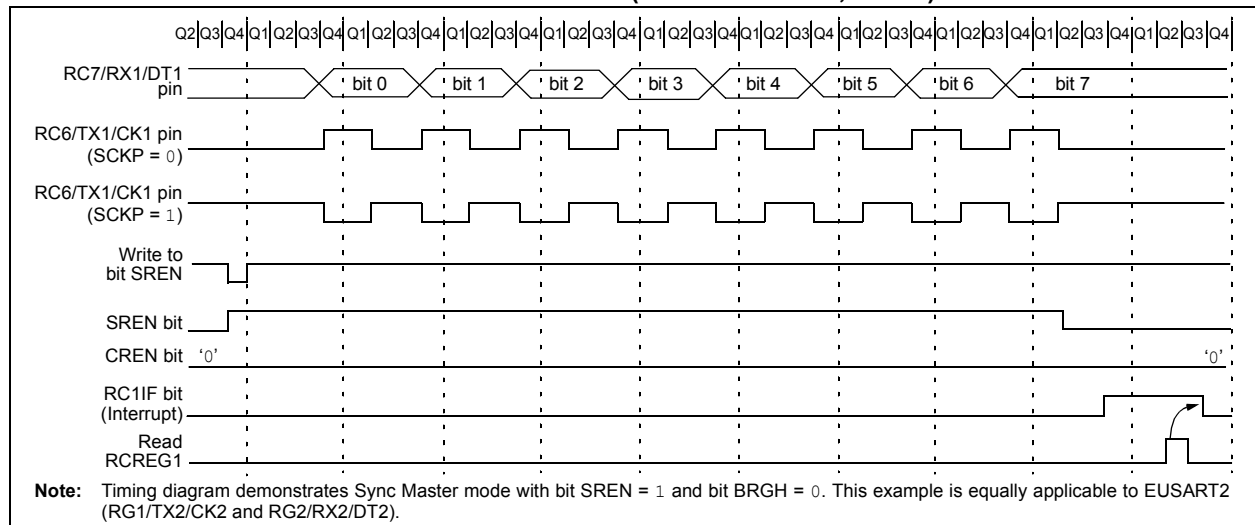 Q2 Q3 Q4 Q1 Q2 Q3 Q4 Q1 Q2 Q3 Q4 Q1 Q2 Q3 Q4 Q1 Q2 Q3 Q4 Q1 Q2 Q3 Q4 Q1 Q2 Q3 Q4 Q1 Q2 Q3 Q4 Q1 Q2 Q3 Q4 Q1 Q2 Q3 Q4 Q1 Q2 Q3 Q4
RC7/RX1/DT1
pin
bit 0 bit 1 bit 2 bit 3 bit 4 bit 5 bit 6 bit 7
RC6/TX1/CK1 pin
(SCKP = 0)
RC6/TX1/CK1 pin
(SCKP = 1)
Write to
bit SREN
SREN bit
CREN bit ‘0’ ‘0’
RC1IF bit
(Interrupt)
Read
RCREG1
Note: Timing diagram demonstrates Sync Master mode with bit SREN = 1 and bit BRGH = 0. This example is equally applicable to EUSART2
(RG1/TX2/CK2 and RG2/RX2/DT2).